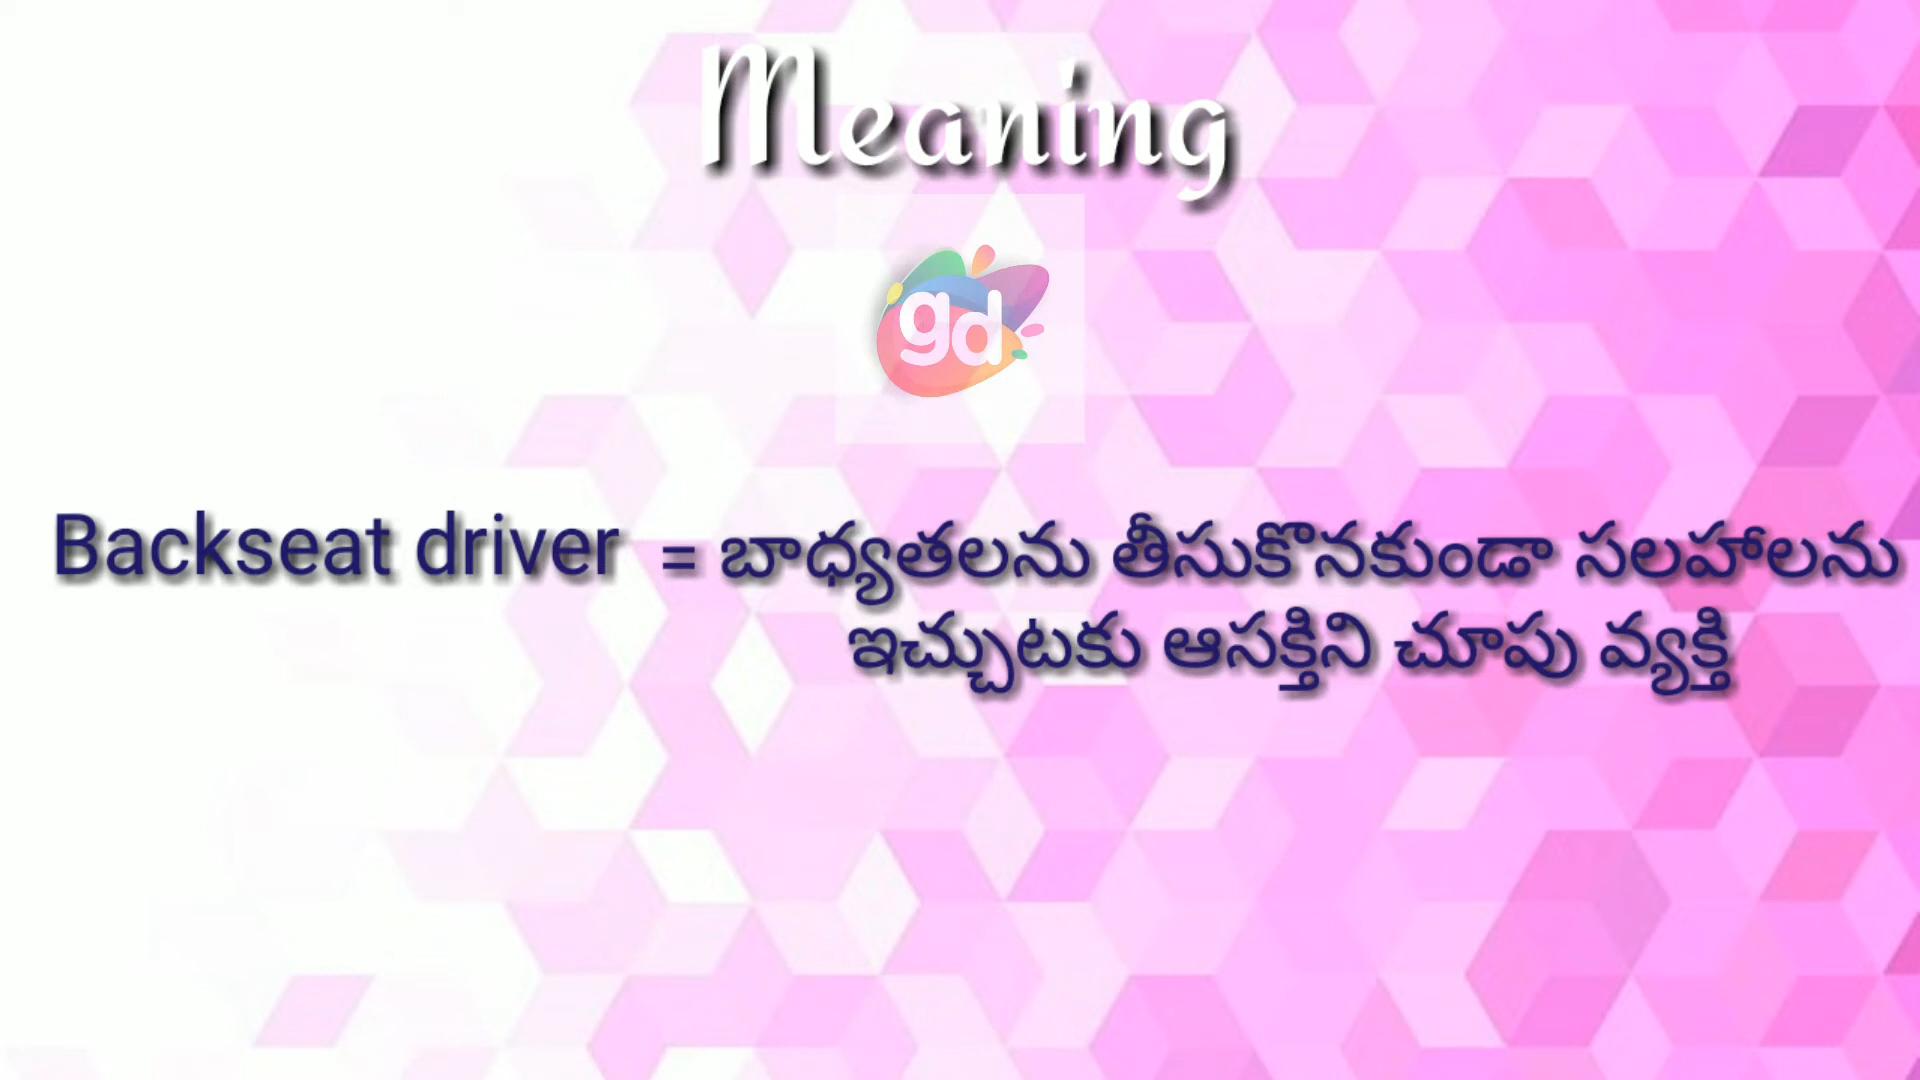 Meaning
gd
Backseat driver = బాధ్యతలను తీసుకొనకుండా సలహాలను
ఇచ్చుటకు ఆసక్తిని చూపు వ్యక్తి